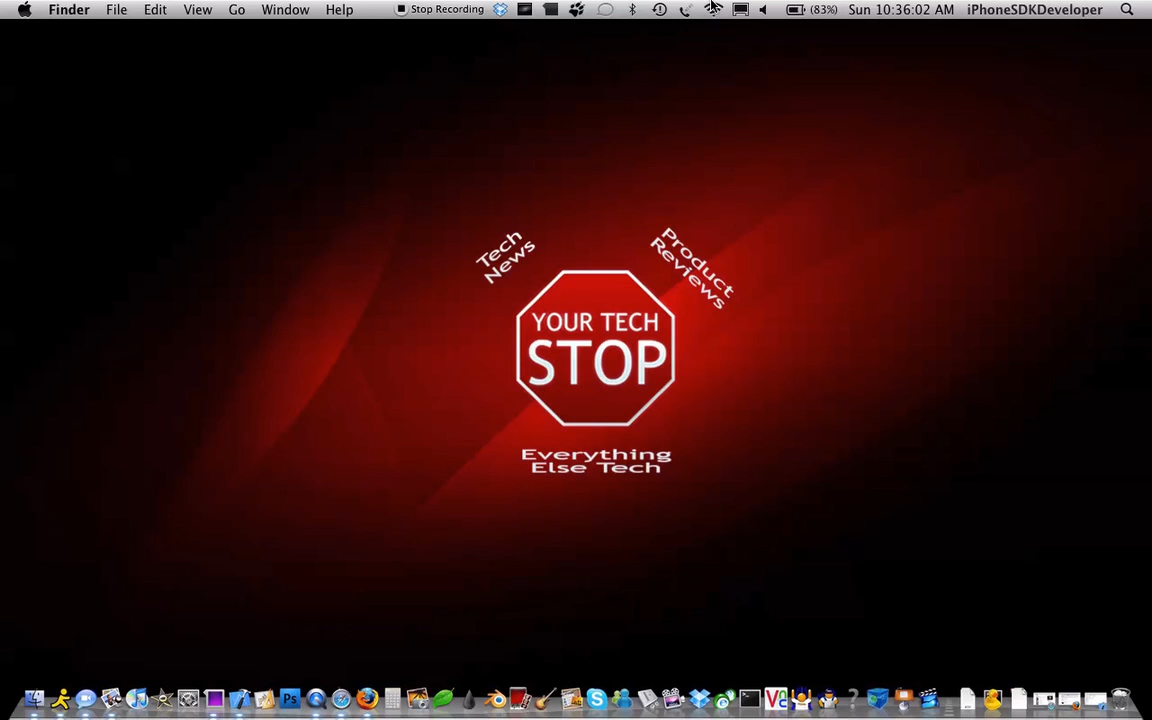 Finder File Edit View Go Window Help Stop Recording (83%) Sun 10:36:02 AM iPhoneSDKDeveloper
Tech
News
Product
Reviews
YOUR TECH
STOP
Everything
Else Tech
Ps